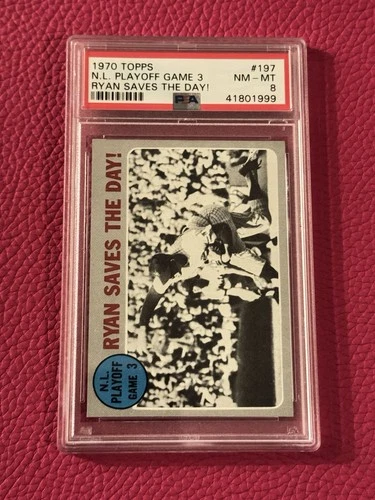 1970 TOPPS #197
N.L. PLAYOFF GAME 3 NM-MT
RYAN SAVES THE DAY! 8
PSA 41801999
RYAN SAVES THE DAY!
N.L.
PLAYOFF
GAME 3